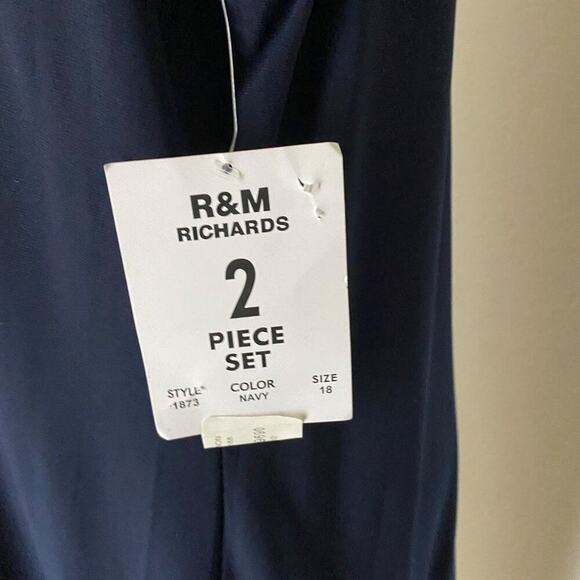 R&M
RICHARDS
2
PIECE
SET
STYLE
1873
COLOR
NAVY
SIZE
18